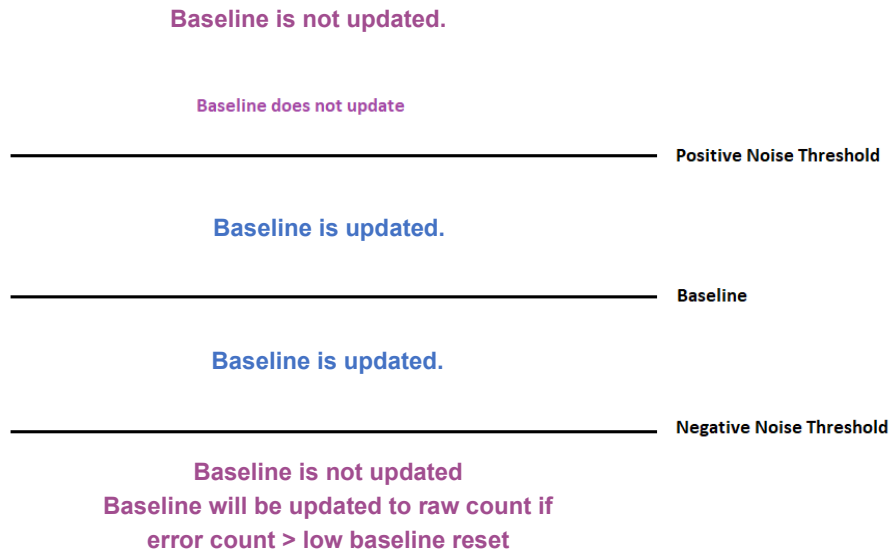 Baseline is not updated.
Baseline does not update
Positive Noise Threshold
Baseline is updated.
Baseline
Baseline is updated.
Negative Noise Threshold
Baseline is not updated
Baseline will be updated to raw count if
error count > low baseline reset